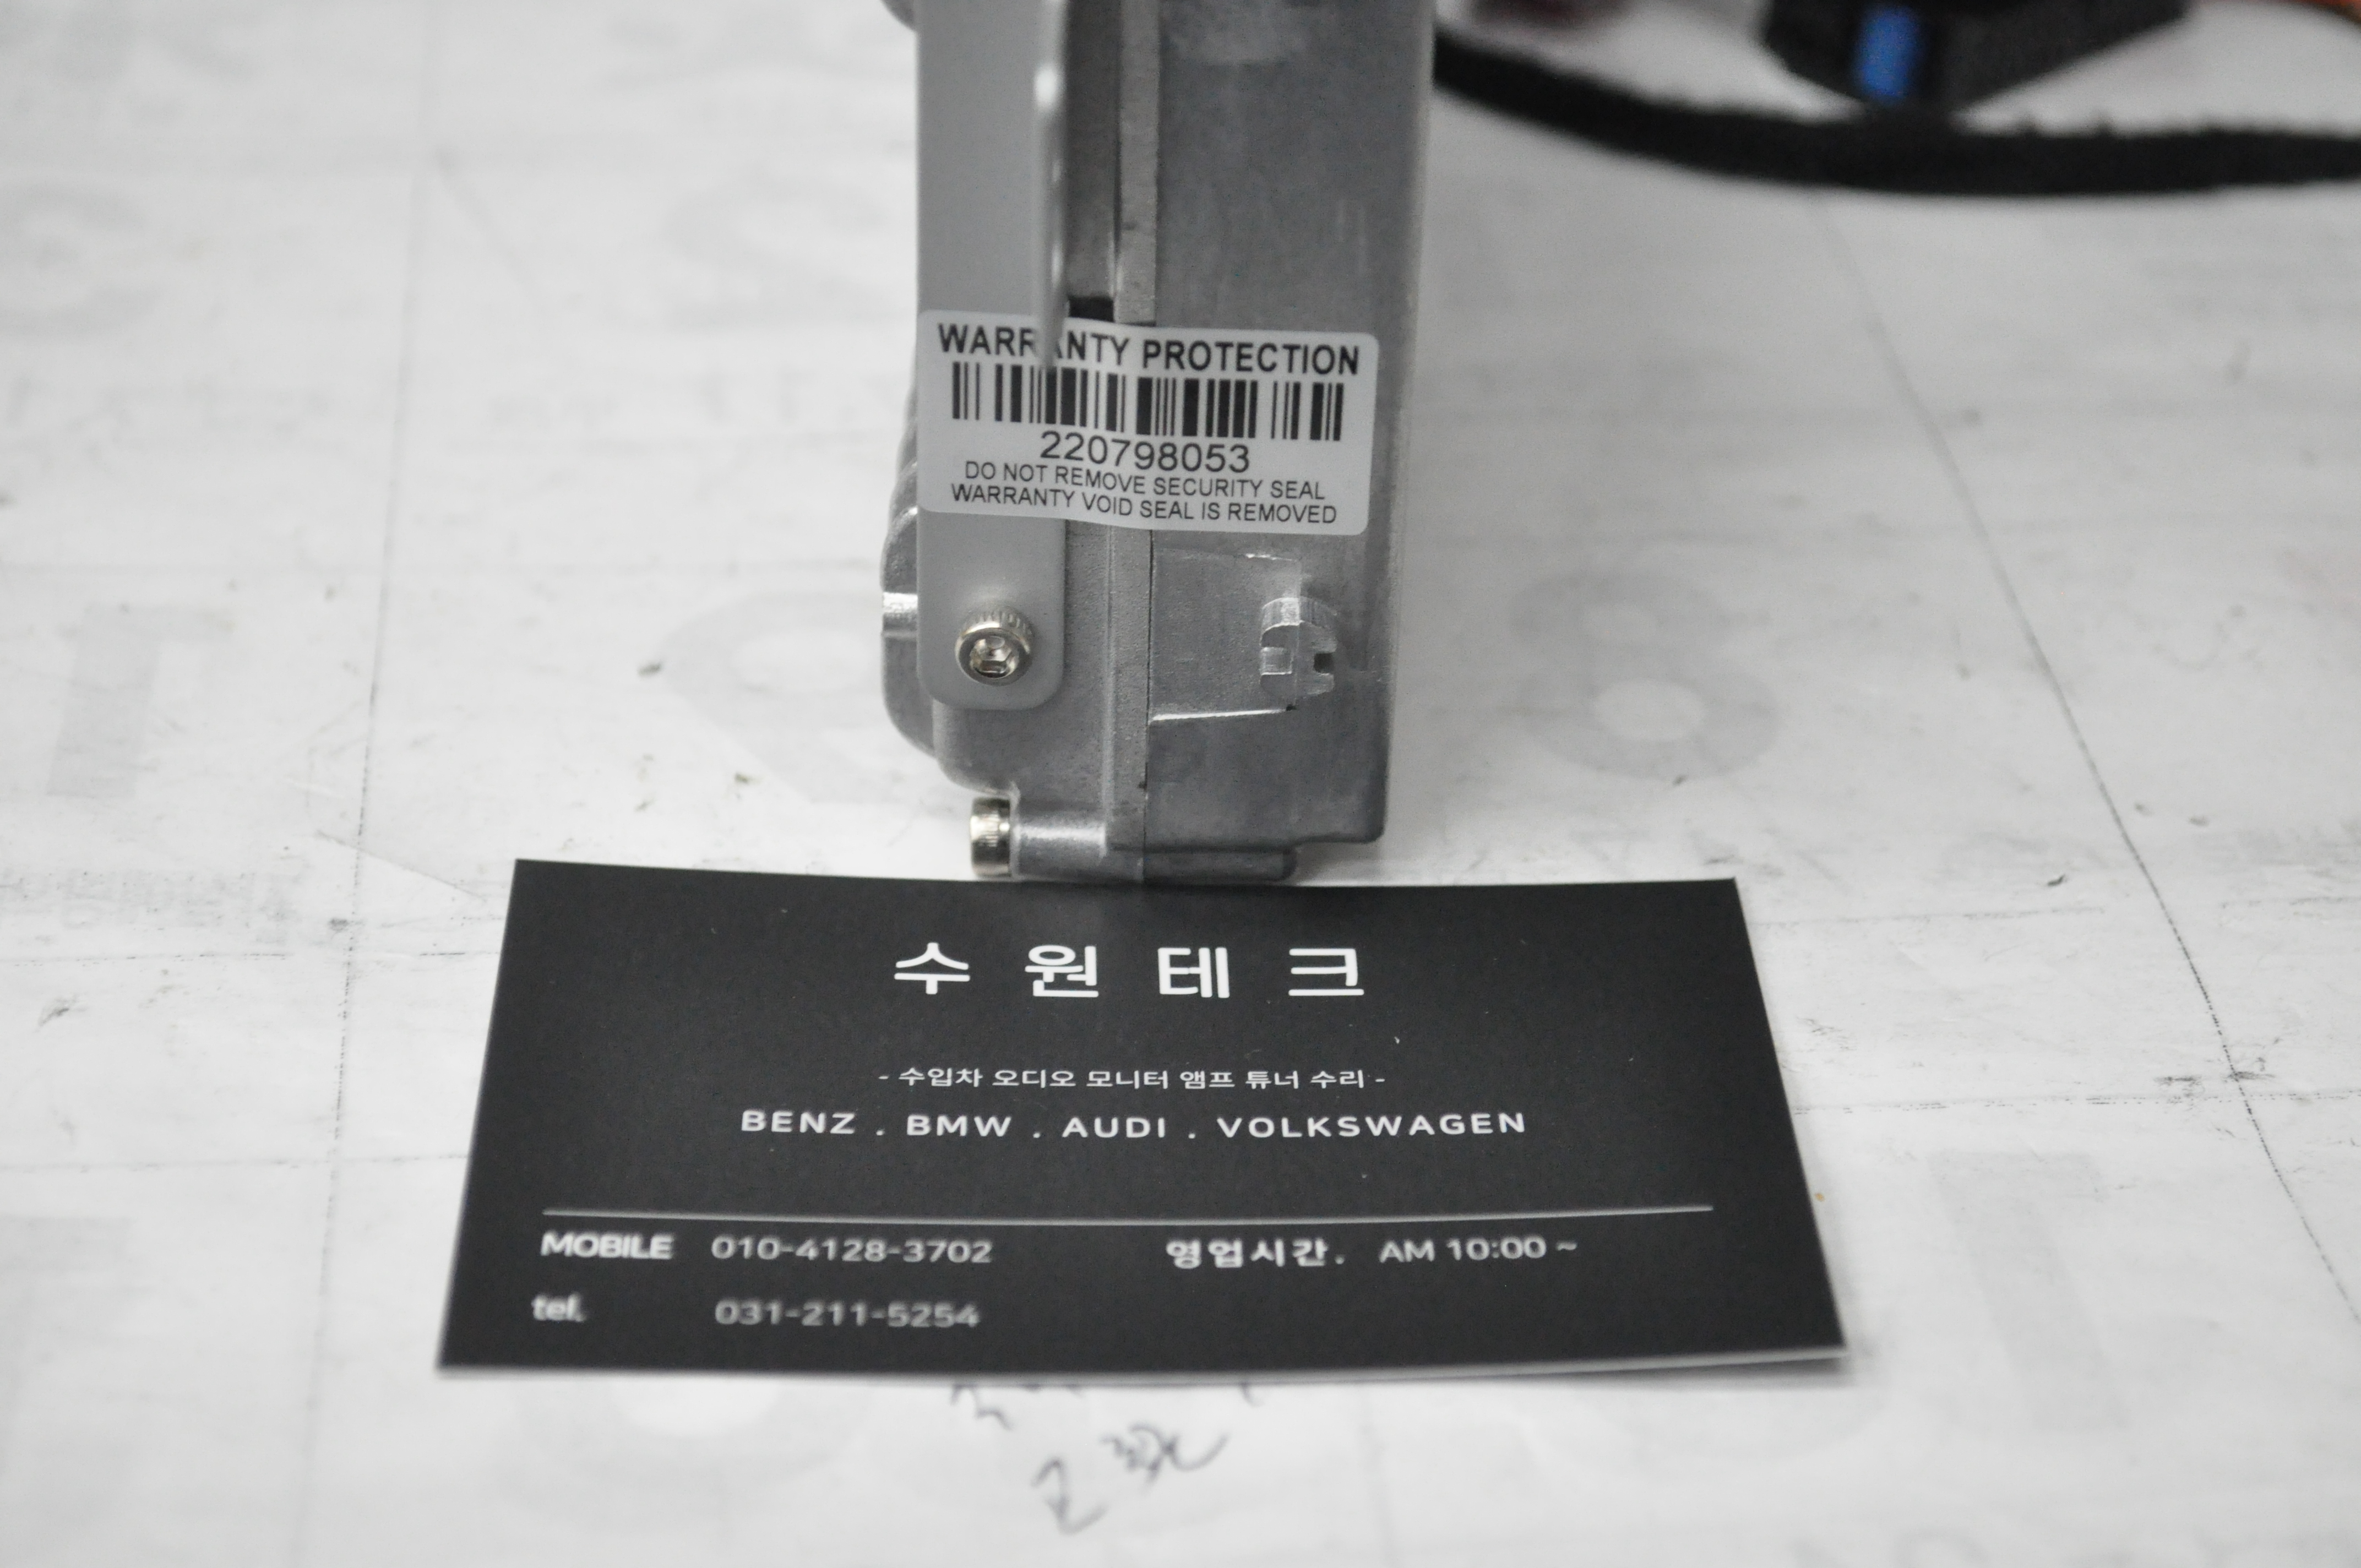 WARRANTY PROTECTION
220798053
DO NOT REMOVE SECURITY SEAL
WARRANTY VOID SEAL IS REMOVED
수원테크
- 수입차 오디오 모니터 앰프 튜너 수리 -
BENZ . BMW . AUDI . VOLKSWAGEN
MOBILE 010-4128-3702 영업시간. AM 10:00 ~
tel. 031-211-5254